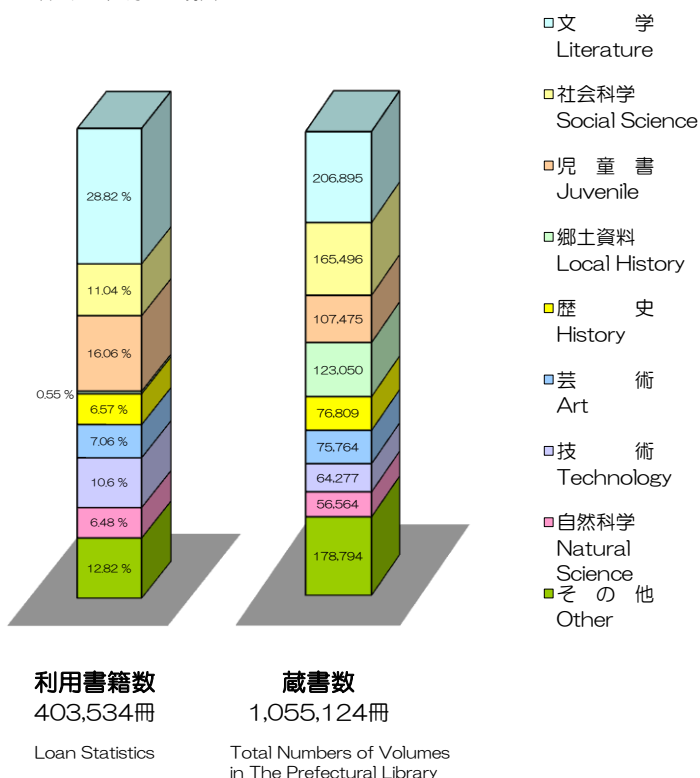 文 学
Literature
社会科学
Social Science
児 童 書
Juvenile
郷土資料
Local History
歴 史
History
芸 術
Art
技 術
Technology
自然科学
Natural
Science
そ の 他
Other
28.82 %
11.04 %
16.06 %
0.55 %
6.57 %
7.06 %
10.6 %
6.48 %
12.82 %
206,895
165,496
107,475
123,050
76,809
75,764
64,277
56,564
178,794
利用書籍数
403,534冊
Loan Statistics
蔵書数
1,055,124冊
Total Numbers of Volumes
in The Prefectural Library